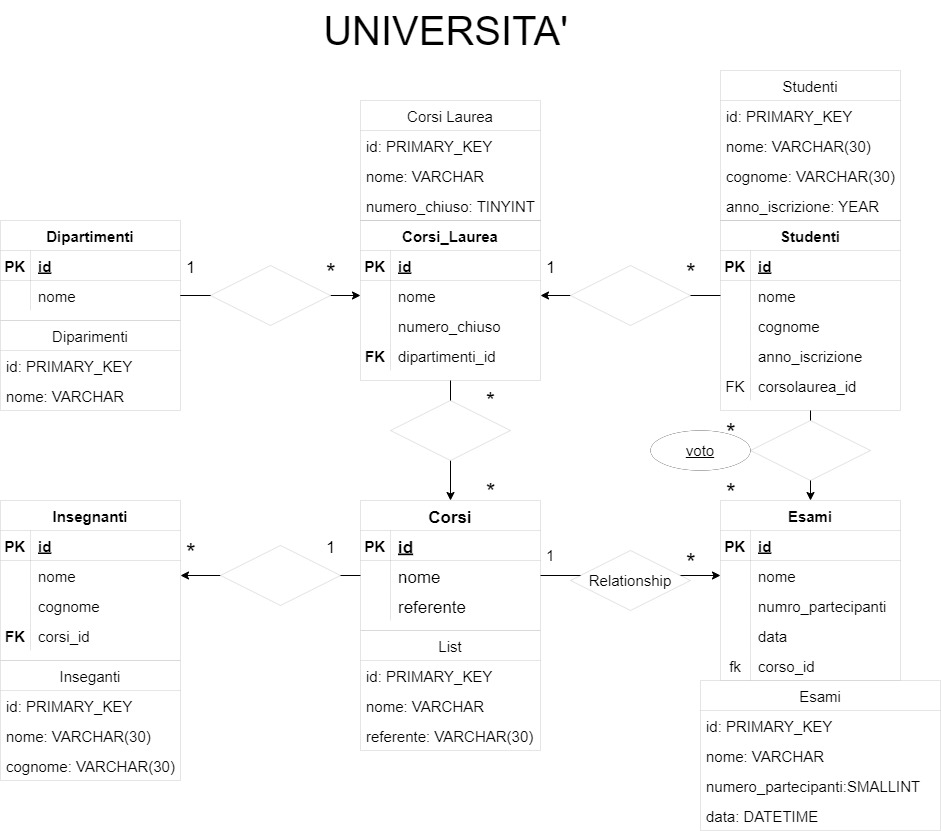 UNIVERSITA'
Corsi Laurea
id: PRIMARY_KEY
nome: VARCHAR
numero_chiuso: TINYINT
Studenti
id: PRIMARY_KEY
nome: VARCHAR(30)
cognome: VARCHAR(30)
anno_iscrizione: YEAR
Dipartimenti
PK id
nome
Diparimenti
id: PRIMARY_KEY
nome: VARCHAR
1
*
Corsi_Laurea
PK id
nome
numero_chiuso
FK dipartimenti_id
1
*
Studenti
PK id
nome
cognome
anno_iscrizione
FK corsolaurea_id
*
*
*
voto
*
Insegnanti
PK id
nome
cognome
FK corsi_id
Inseganti
id: PRIMARY_KEY
nome: VARCHAR(30)
cognome: VARCHAR(30)
*
1
Corsi
PK id
nome
referente
List
id: PRIMARY_KEY
nome: VARCHAR
referente: VARCHAR(30)
1
Relationship
*
Esami
PK id
nome
numro_partecipanti
data
fk corso_id
Esami
id: PRIMARY_KEY
nome: VARCHAR
numero_partecipanti:SMALLINT
data: DATETIME